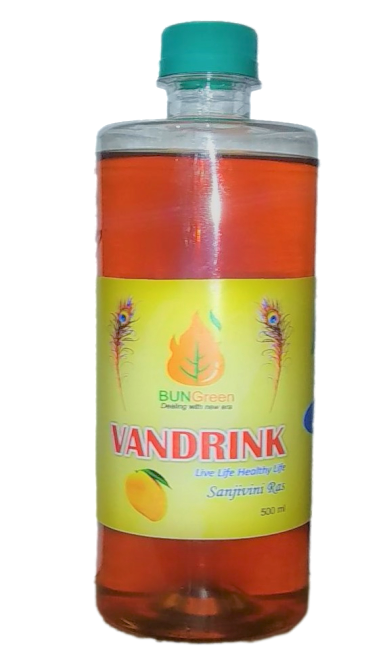 BUNGreen
Dealing with new era
VANDRINK
Live Life Healthy Life
Sanjivini Ras
500 ml